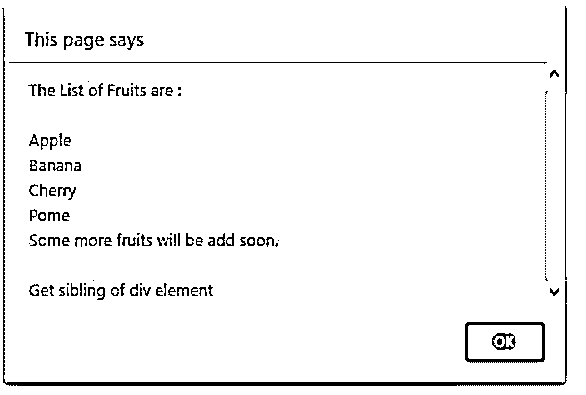 This page says
The List of Fruits are :
Apple
Banana
Cherry
Pome
Some more fruits will be add soon.
Get sibling of div element
OK